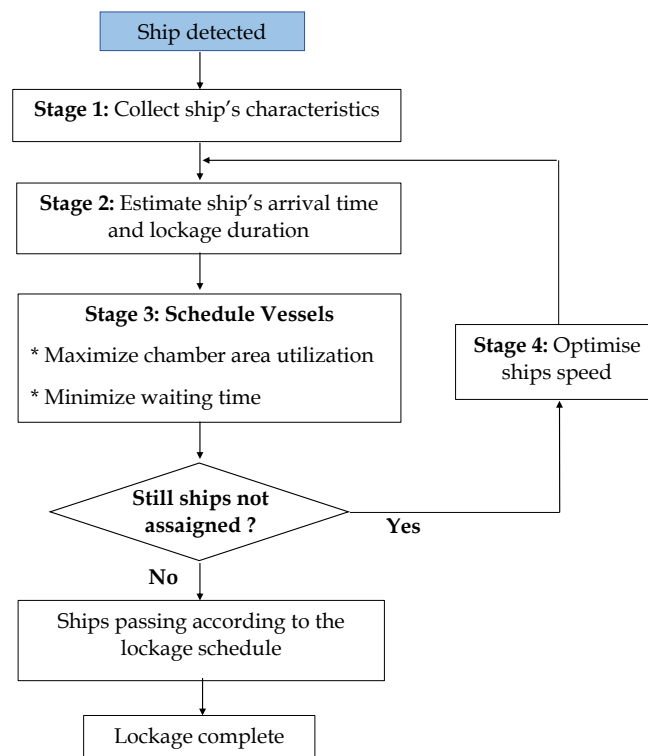 Ship detected
Stage 1: Collect ship's characteristics
Stage 2: Estimate ship's arrival time
and lockage duration
Stage 3: Schedule Vessels
* Maximize chamber area utilization
* Minimize waiting time
Stage 4: Optimise
ships speed
Still ships not
assaigned ?
Yes
No
Ships passing according to the
lockage schedule
Lockage complete